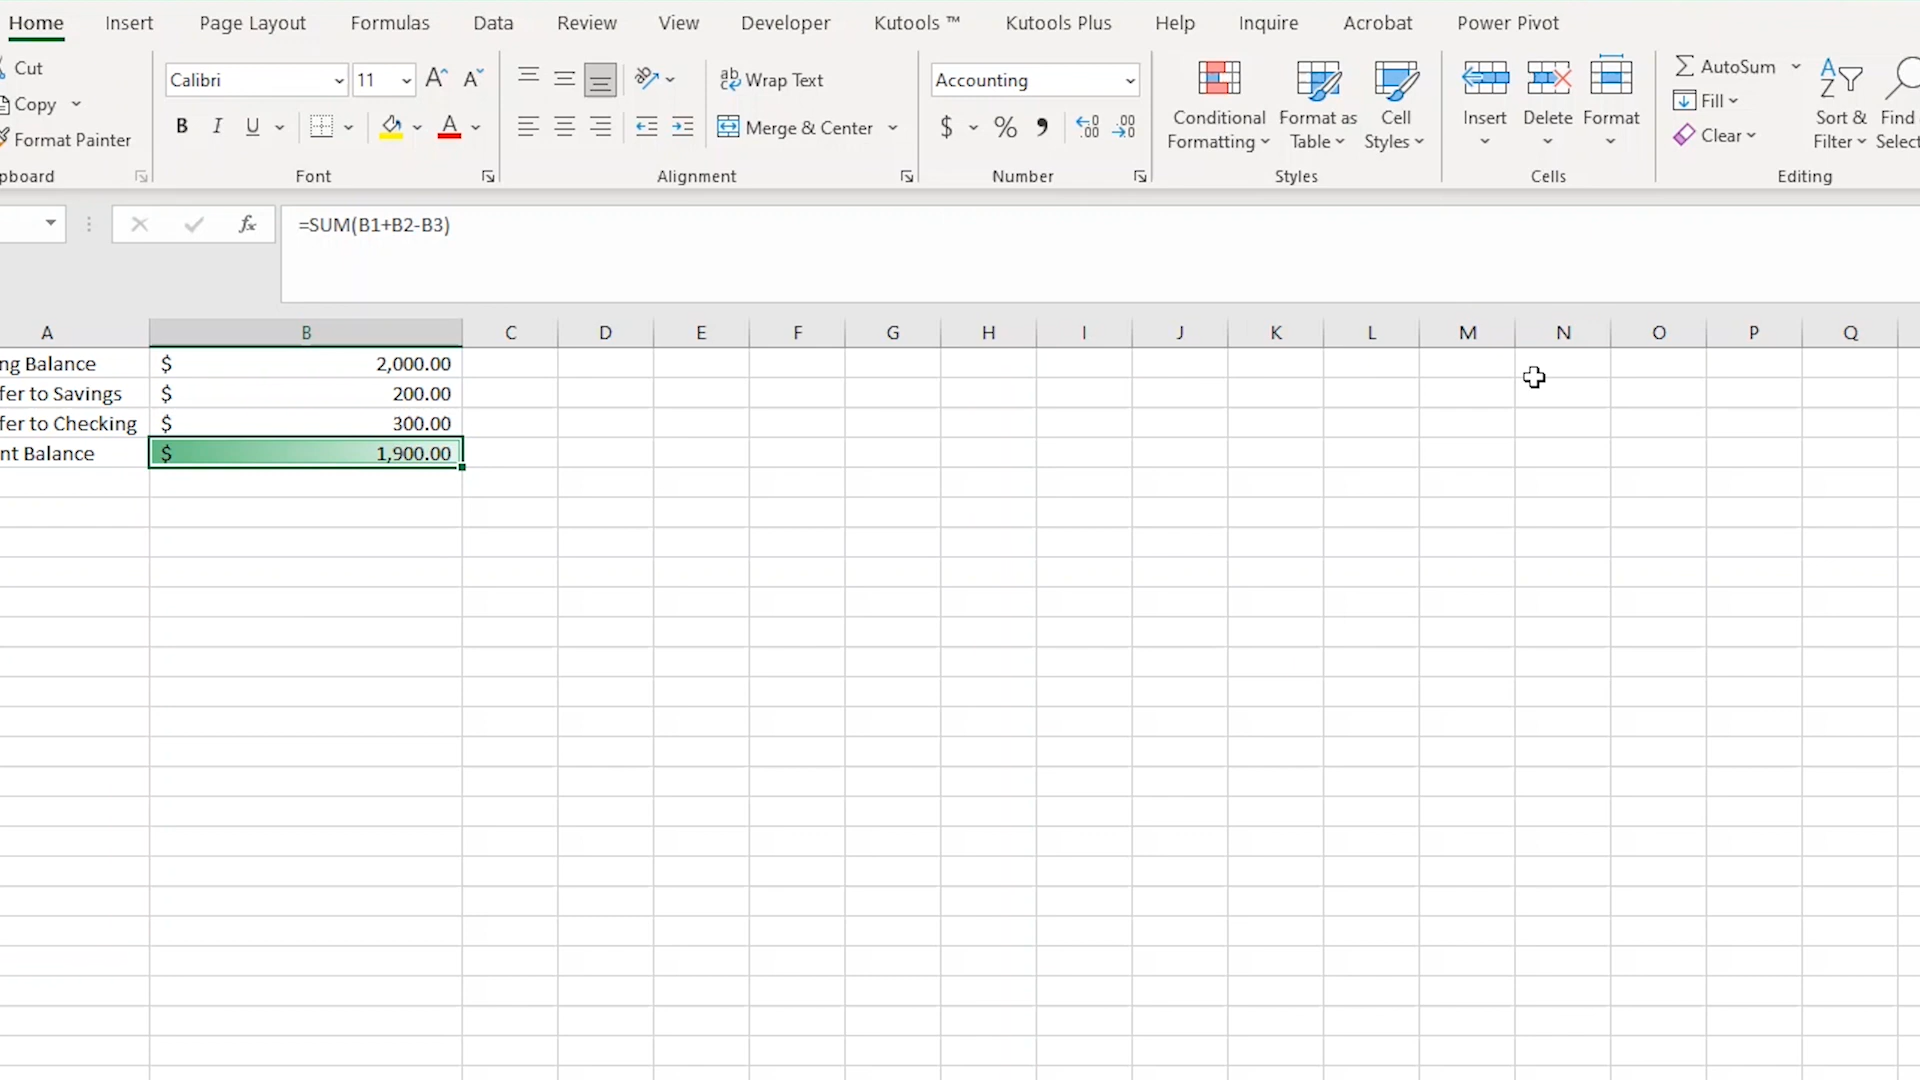 Home Insert Page Layout Formulas Data Review View Developer Kutools ™ Kutools Plus Help Inquire Acrobat Power Pivot
Cut
Copy
Format Painter
pboard
Calibri 11
B I U
Font
Wrap Text
Merge & Center
Alignment
Accounting
$ %
Number
Conditional
Formatting
Format as
Table
Cell
Styles
Styles
Insert Delete Format
Cells
AutoSum
Fill
Clear
Sort &
Filter
Find
Select
Editing
fx =SUM(B1+B2-B3)
A B C D E F G H I J K L M N O P Q
ng Balance $ 2,000.00
fer to Savings $ 200.00
fer to Checking $ 300.00
nt Balance $ 1,900.00